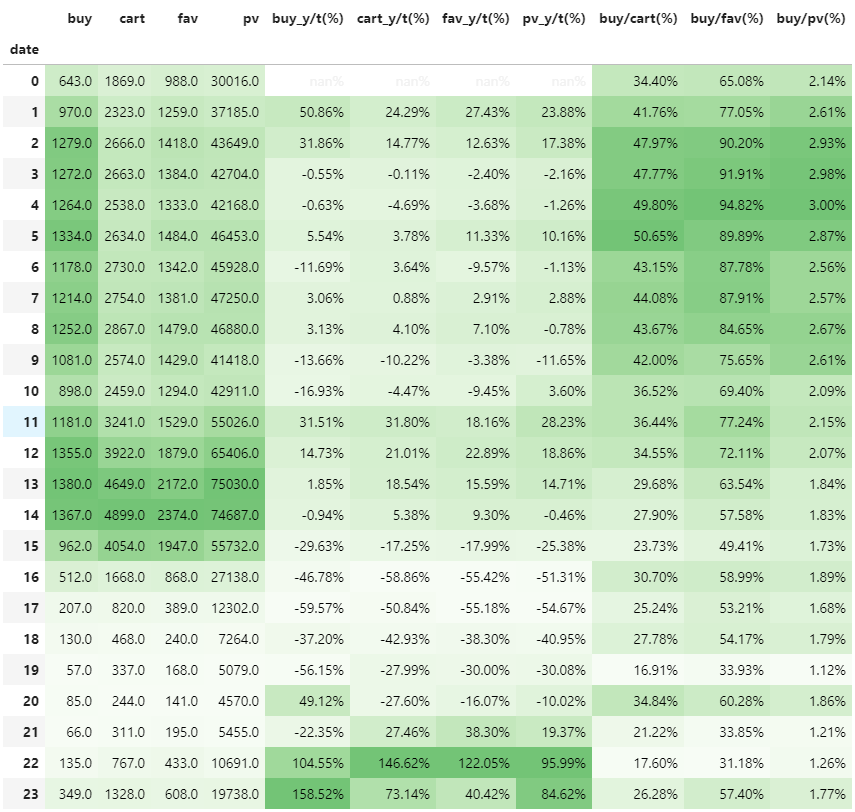 buy cart fav pv buy_y/t(%) cart_y/t(%) fav_y/t(%) pv_y/t(%) buy/cart(%) buy/fav(%) buy/pv(%)
date
0 643.0 1869.0 988.0 30016.0 nan% nan% nan% nan% 34.40% 65.08% 2.14%
1 970.0 2323.0 1259.0 37185.0 50.86% 24.29% 27.43% 23.88% 41.76% 77.05% 2.61%
2 1279.0 2666.0 1418.0 43649.0 31.86% 14.77% 12.63% 17.38% 47.97% 90.20% 2.93%
3 1272.0 2663.0 1384.0 42704.0 -0.55% -0.11% -2.40% -2.16% 47.77% 91.91% 2.98%
4 1264.0 2538.0 1333.0 42168.0 -0.63% -4.69% -3.68% -1.26% 49.80% 94.82% 3.00%
5 1334.0 2634.0 1484.0 46453.0 5.54% 3.78% 11.33% 10.16% 50.65% 89.89% 2.87%
6 1178.0 2730.0 1342.0 45928.0 -11.69% 3.64% -9.57% -1.13% 43.15% 87.78% 2.56%
7 1214.0 2754.0 1381.0 47250.0 3.06% 0.88% 2.91% 2.88% 44.08% 87.91% 2.57%
8 1252.0 2867.0 1479.0 46880.0 3.13% 4.10% 7.10% -0.78% 43.67% 84.65% 2.67%
9 1081.0 2574.0 1429.0 41418.0 -13.66% -10.22% -3.38% -11.65% 42.00% 75.65% 2.61%
10 898.0 2459.0 1294.0 42911.0 -16.93% -4.47% -9.45% 3.60% 36.52% 69.40% 2.09%
11 1181.0 3241.0 1529.0 55026.0 31.51% 31.80% 18.16% 28.23% 36.44% 77.24% 2.15%
12 1355.0 3922.0 1879.0 65406.0 14.73% 21.01% 22.89% 18.86% 34.55% 72.11% 2.07%
13 1380.0 4649.0 2172.0 75030.0 1.85% 18.54% 15.59% 14.71% 29.68% 63.54% 1.84%
14 1367.0 4899.0 2374.0 74687.0 -0.94% 5.38% 9.30% -0.46% 27.90% 57.58% 1.83%
15 962.0 4054.0 1947.0 55732.0 -29.63% -17.25% -17.99% -25.38% 23.73% 49.41% 1.73%
16 512.0 1668.0 868.0 27138.0 -46.78% -58.86% -55.42% -51.31% 30.70% 58.99% 1.89%
17 207.0 820.0 389.0 12302.0 -59.57% -50.84% -55.18% -54.67% 25.24% 53.21% 1.68%
18 130.0 468.0 240.0 7264.0 -37.20% -42.93% -38.30% -40.95% 27.78% 54.17% 1.79%
19 57.0 337.0 168.0 5079.0 -56.15% -27.99% -30.00% -30.08% 16.91% 33.93% 1.12%
20 85.0 244.0 141.0 4570.0 49.12% -27.60% -16.07% -10.02% 34.84% 60.28% 1.86%
21 66.0 311.0 195.0 5455.0 -22.35% 27.46% 38.30% 19.37% 21.22% 33.85% 1.21%
22 135.0 767.0 433.0 10691.0 104.55% 146.62% 122.05% 95.99% 17.60% 31.18% 1.26%
23 349.0 1328.0 608.0 19738.0 158.52% 73.14% 40.42% 84.62% 26.28% 57.40% 1.77%